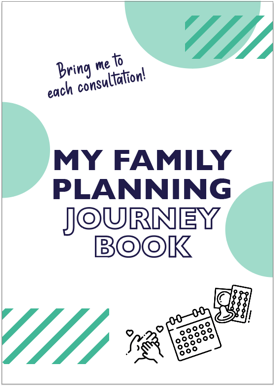 Bring me to
each consultation!
MY FAMILY
PLANNING
JOURNEY
BOOK